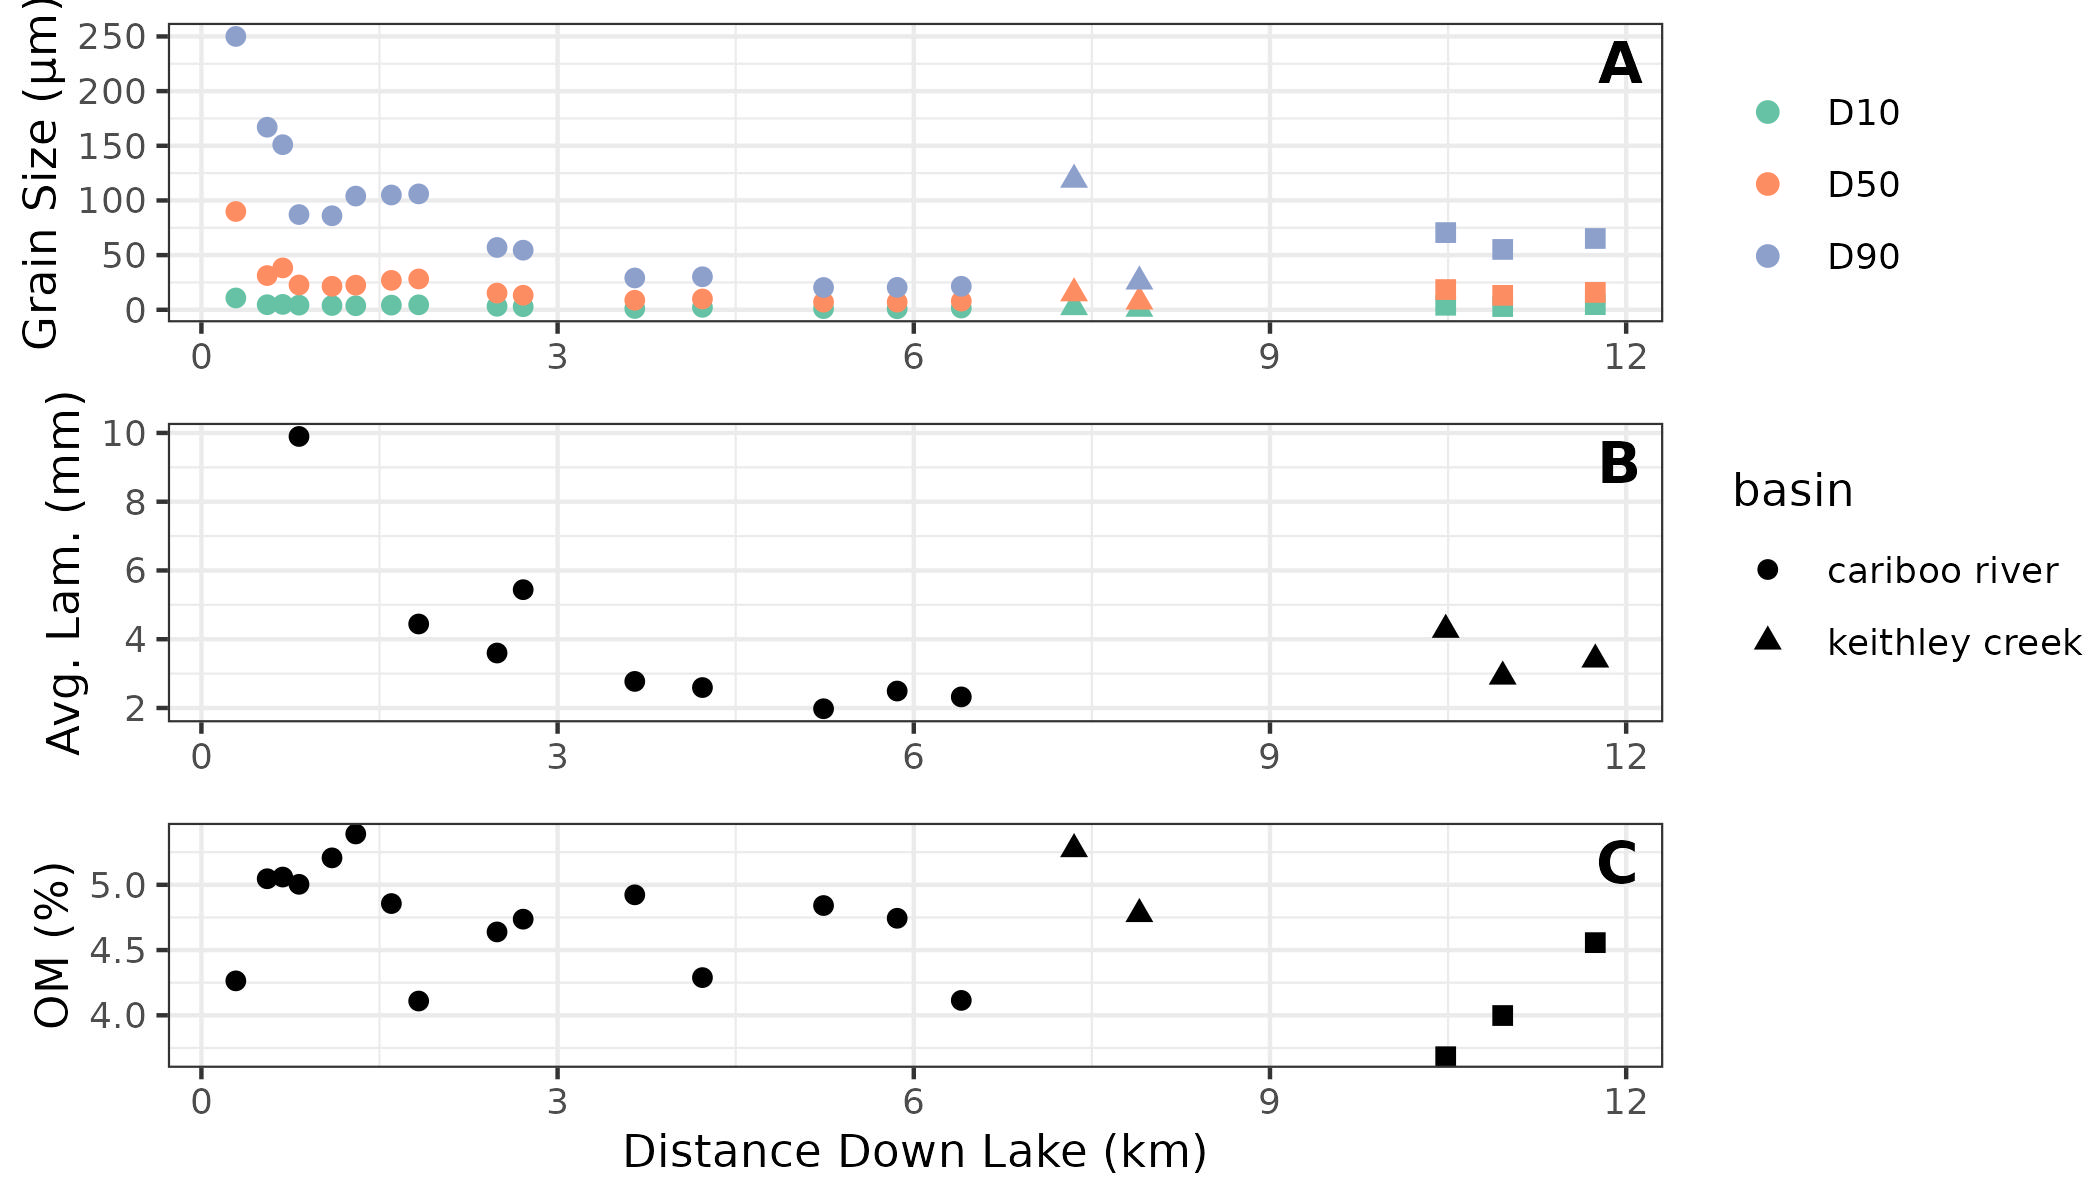 Grain Size (µm)
250
200
150
100
50
0
A
0 3 6 9 12
D10
D50
D90
Avg. Lam. (mm)
10
8
6
4
2
B
0 3 6 9 12
basin
cariboo river
keithley creek
OM (%)
5.0
4.5
4.0
C
0 3 6 9 12
Distance Down Lake (km)